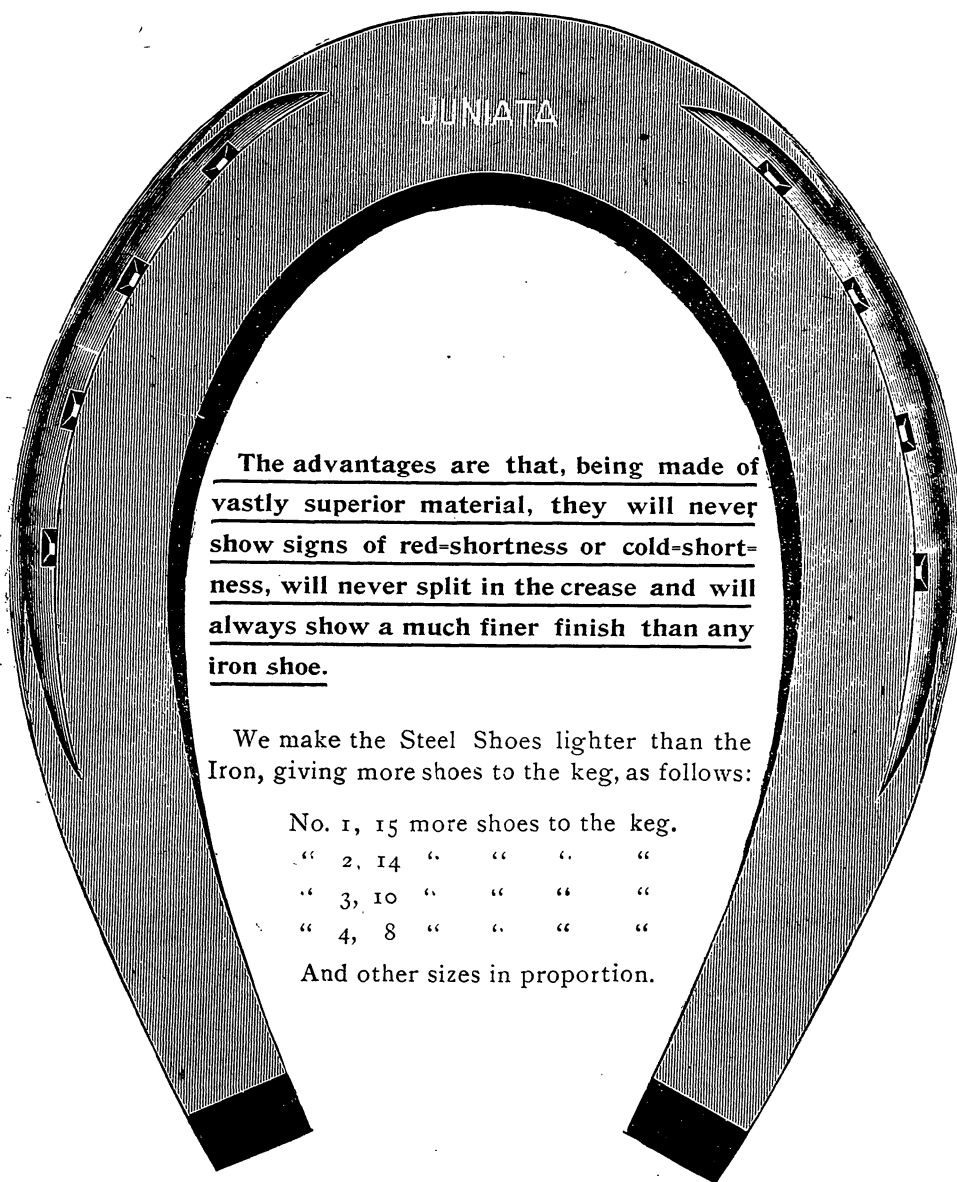 JUNIATA
The advantages are that, being made of
vastly superior material, they will never
show signs of red=shortness or cold=short=
ness, will never split in the crease and will
always show a much finer finish than any
iron shoe.
We make the Steel Shoes lighter than the
Iron, giving more shoes to the keg, as follows:
No. 1, 15 more shoes to the keg.
“ 2, 14 “ “ “ “
“ 3, 10 “ “ “ “
“ 4, 8 “ “ “ “
And other sizes in proportion.